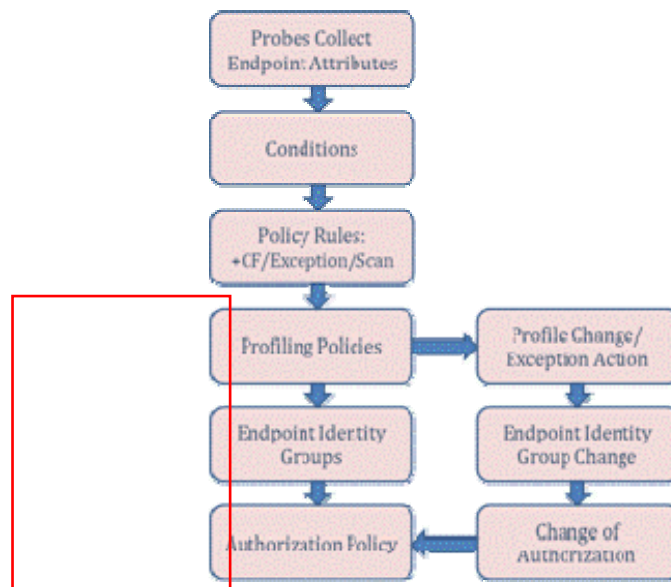 Probes Collect
Endpoint Attributes
Conditions
Policy Rules:
+CF/Exception/Scan
Profiling Policies
Profile Change/
Exception Action
Endpoint Identity
Groups
Endpoint Identity
Group Change
Authorization Policy
Change of
Authorization